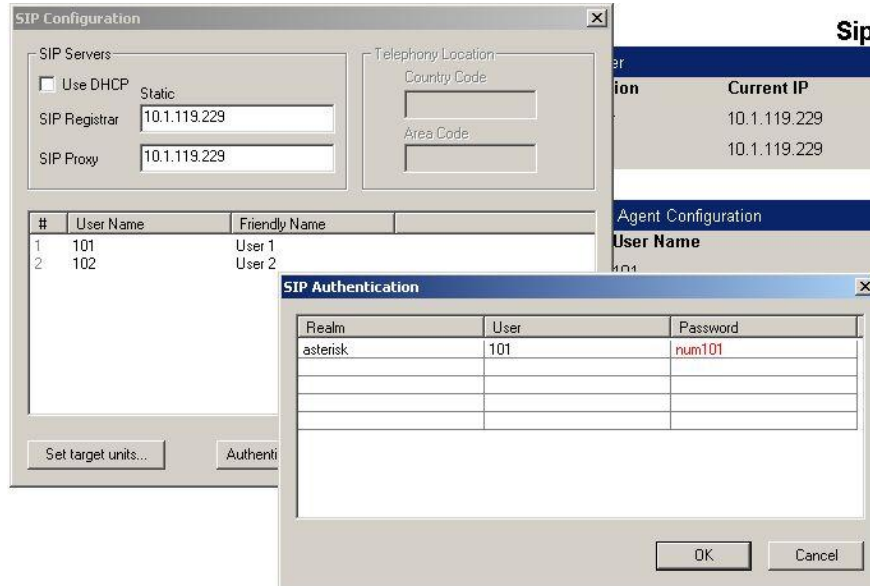 SIP Configuration
SIP Servers
Use DHCP
Static
SIP Registrar 10.1.119.229
SIP Proxy 10.1.119.229
Telephony Location
Country Code
Area Code
# User Name Friendly Name
1 101 User 1
2 102 User 2
Set target units...
Authenti
Sip
er
ion Current IP
10.1.119.229
10.1.119.229
Agent Configuration
User Name
101
SIP Authentication
Realm User Password
asterisk 101 num101
OK Cancel